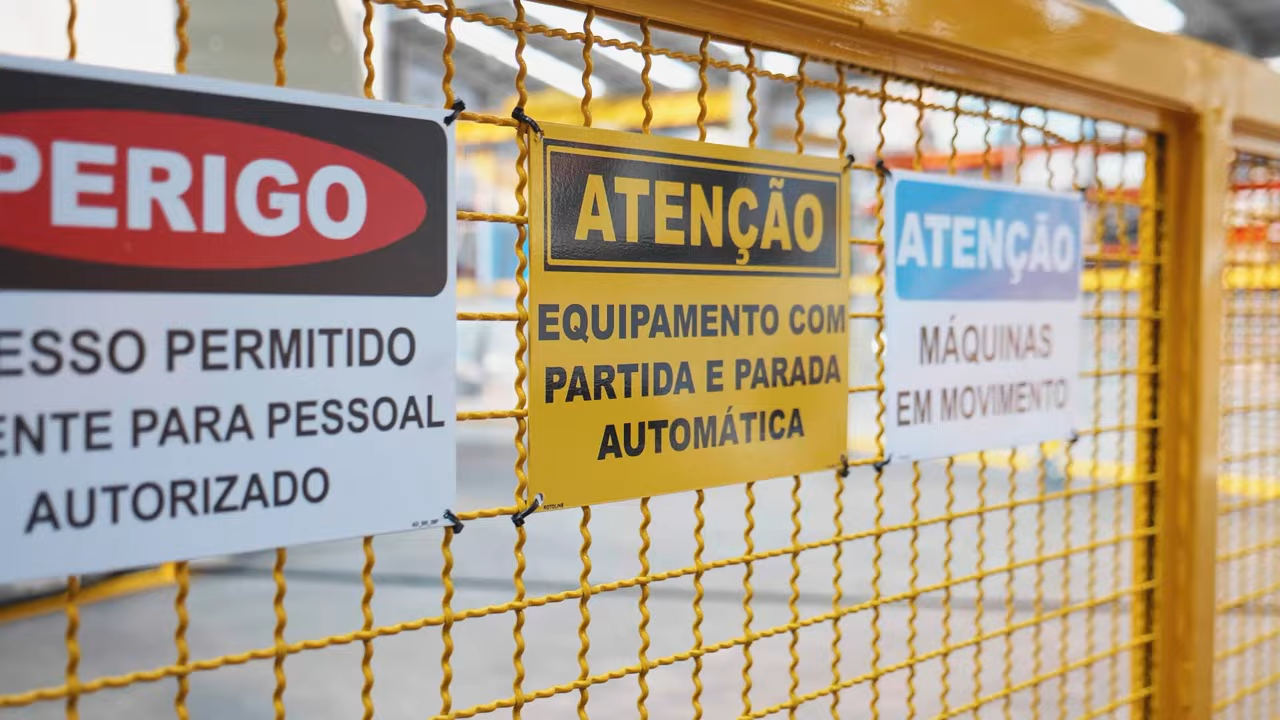 PERIGO
ESSO PERMITIDO
ENTE PARA PESSOAL
AUTORIZADO
ATENÇÃO
EQUIPAMENTO COM
PARTIDA E PARADA
AUTOMÁTICA
ATENÇÃO
MÁQUINAS
EM MOVIMENTO